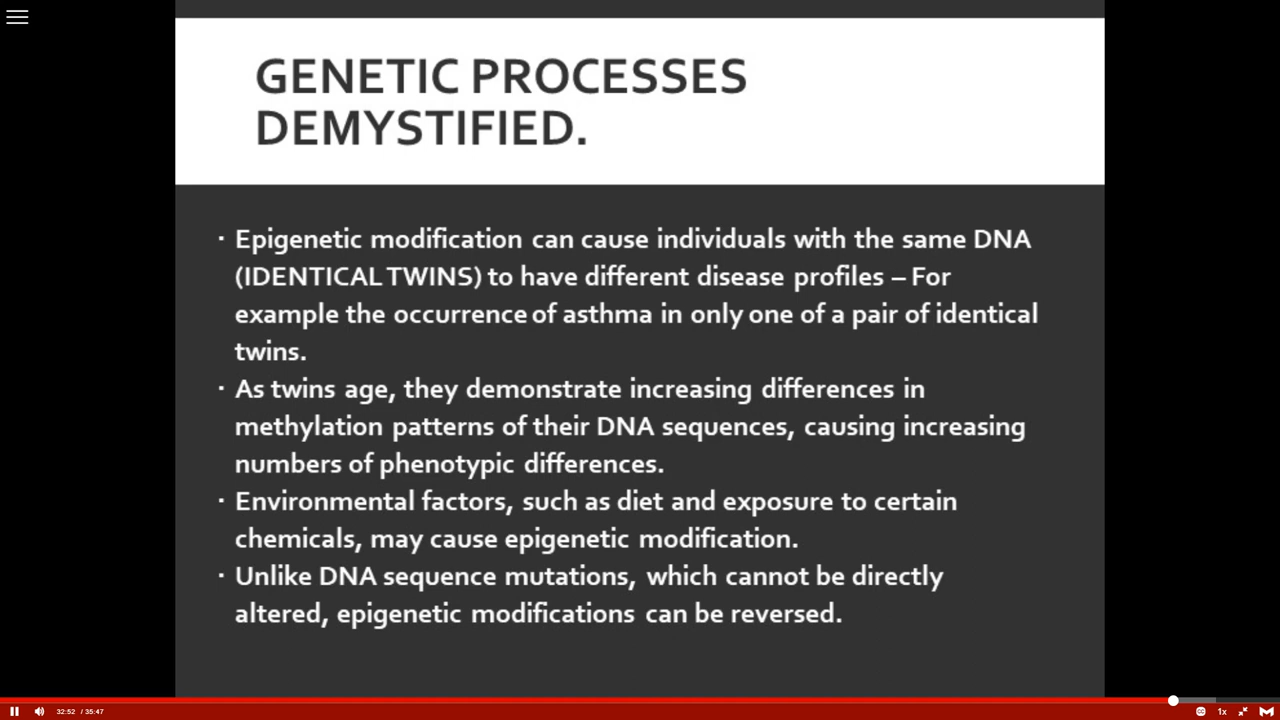 GENETIC PROCESSES
DEMYSTIFIED.
· Epigenetic modification can cause individuals with the same DNA
(IDENTICAL TWINS) to have different disease profiles – For
example the occurrence of asthma in only one of a pair of identical
twins.
· As twins age, they demonstrate increasing differences in
methylation patterns of their DNA sequences, causing increasing
numbers of phenotypic differences.
· Environmental factors, such as diet and exposure to certain
chemicals, may cause epigenetic modification.
· Unlike DNA sequence mutations, which cannot be directly
altered, epigenetic modifications can be reversed.
32:52 / 35:47
1x